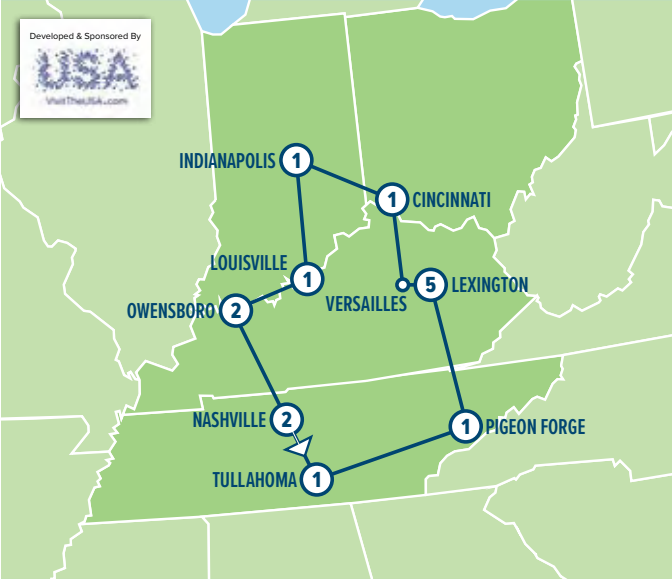 Developed & Sponsored By
USA
VisitTheUSA.com
INDIANAPOLIS 1
1 CINCINNATI
LOUISVILLE 1
VERSAILLES
5 LEXINGTON
OWENSBORO 2
NASHVILLE 2
1 PIGEON FORGE
TULLAHOMA 1